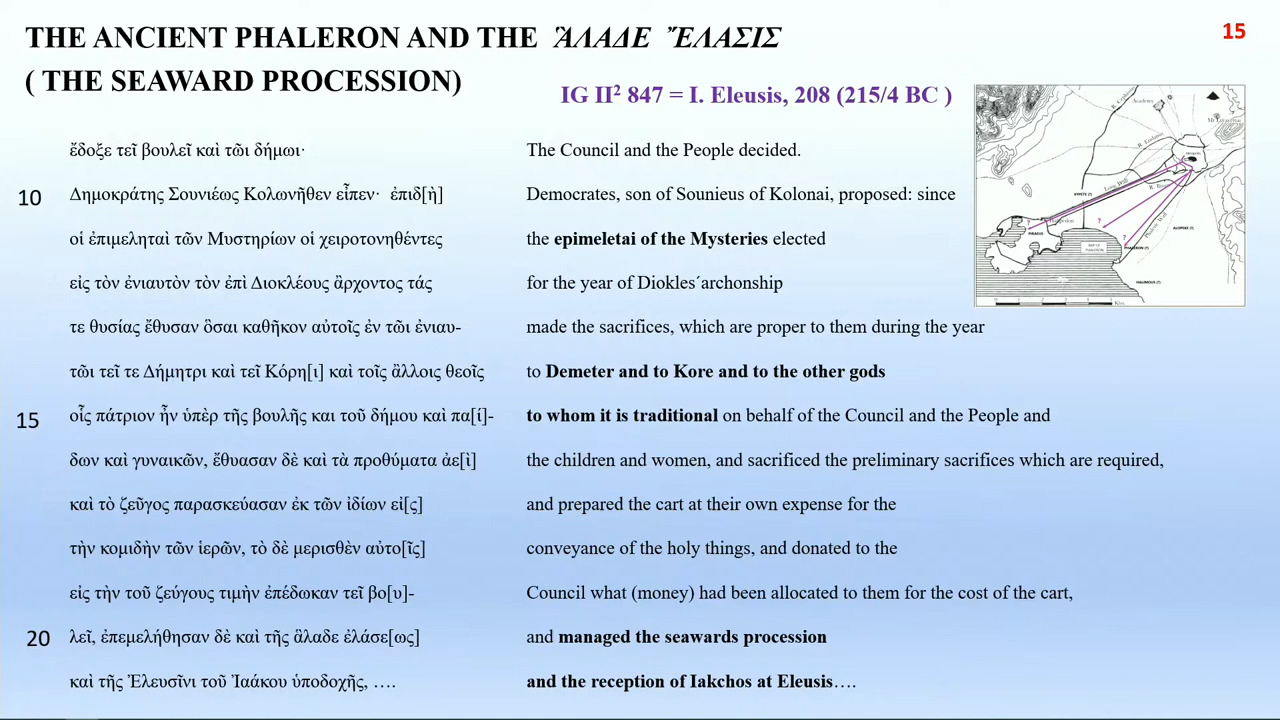 THE ANCIENT PHALERON AND THE ἍΛΑΔΕ ἜΛΑΣΙΣ
( THE SEAWARD PROCESSION)
15
IG II² 847 = I. Eleusis, 208 (215/4 BC )
ἔδοξε τεῖ βουλεῖ καὶ τῶι δήμωι·
The Council and the People decided.
10 Δημοκράτης Σουνιέως Κολωνῆθεν εἶπεν· ἐπιδ[ὴ]
Democrates, son of Sounieus of Kolonai, proposed: since
οἱ ἐπιμεληταὶ τῶν Μυστηρίων οἱ χειροτονηθέντες
the epimeletai of the Mysteries elected
εἰς τὸν ἐνιαυτὸν τὸν ἐπὶ Διοκλέους ἄρχοντος τάς
for the year of Diokles´archonship
τε θυσίας ἔθυσαν ὅσαι καθῆκον αὐτοῖς ἐν τῶι ἐνιαυ-
made the sacrifices, which are proper to them during the year
τῶι τεῖ τε Δήμητρι καὶ τεῖ Κόρη[ι] καὶ τοῖς ἄλλοις θεοῖς
to Demeter and to Kore and to the other gods
15 οἷς πάτριον ἦν ὑπὲρ τῆς βουλῆς και τοῦ δήμου καὶ πα[ί]-
to whom it is traditional on behalf of the Council and the People and
δων καὶ γυναικῶν, ἔθυασαν δὲ καὶ τὰ προθύματα ἀε[ὶ]
the children and women, and sacrificed the preliminary sacrifices which are required,
καὶ τὸ ζεῦγος παρασκεύασαν ἐκ τῶν ἰδίων εἰ[ς]
and prepared the cart at their own expense for the
τὴν κομιδὴν τῶν ἱερῶν, τὸ δὲ μερισθὲν αὐτο[ῖς]
conveyance of the holy things, and donated to the
εἰς τὴν τοῦ ζεύγους τιμὴν ἐπέδωκαν τεῖ βο[υ]-
Council what (money) had been allocated to them for the cost of the cart,
20 λεῖ, ἐπεμελήθησαν δὲ καὶ τῆς ἅλαδε ἐλάσε[ως]
and managed the seawards procession
καὶ τῆς Ἐλευσῖνι τοῦ Ἰαάκου ὑποδοχῆς, ….
and the reception of Iakchos at Eleusis….
Academy
PIRAEUS